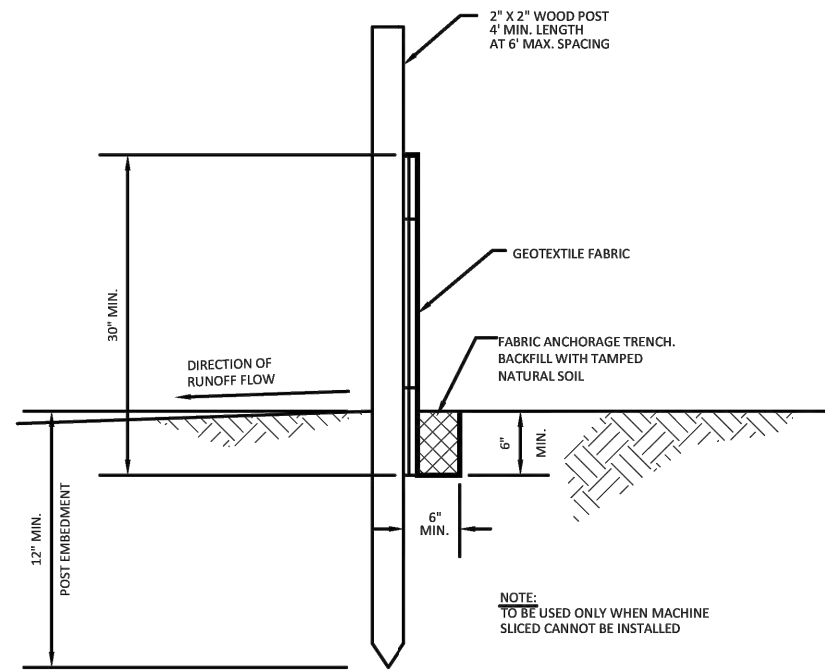 2" X 2" WOOD POST
4' MIN. LENGTH
AT 6' MAX. SPACING
GEOTEXTILE FABRIC
30" MIN.
FABRIC ANCHORAGE TRENCH.
BACKFILL WITH TAMPED
NATURAL SOIL
DIRECTION OF
RUNOFF FLOW
6"
MIN.
6"
MIN.
12" MIN.
POST EMBEDMENT
NOTE:
TO BE USED ONLY WHEN MACHINE
SLICED CANNOT BE INSTALLED